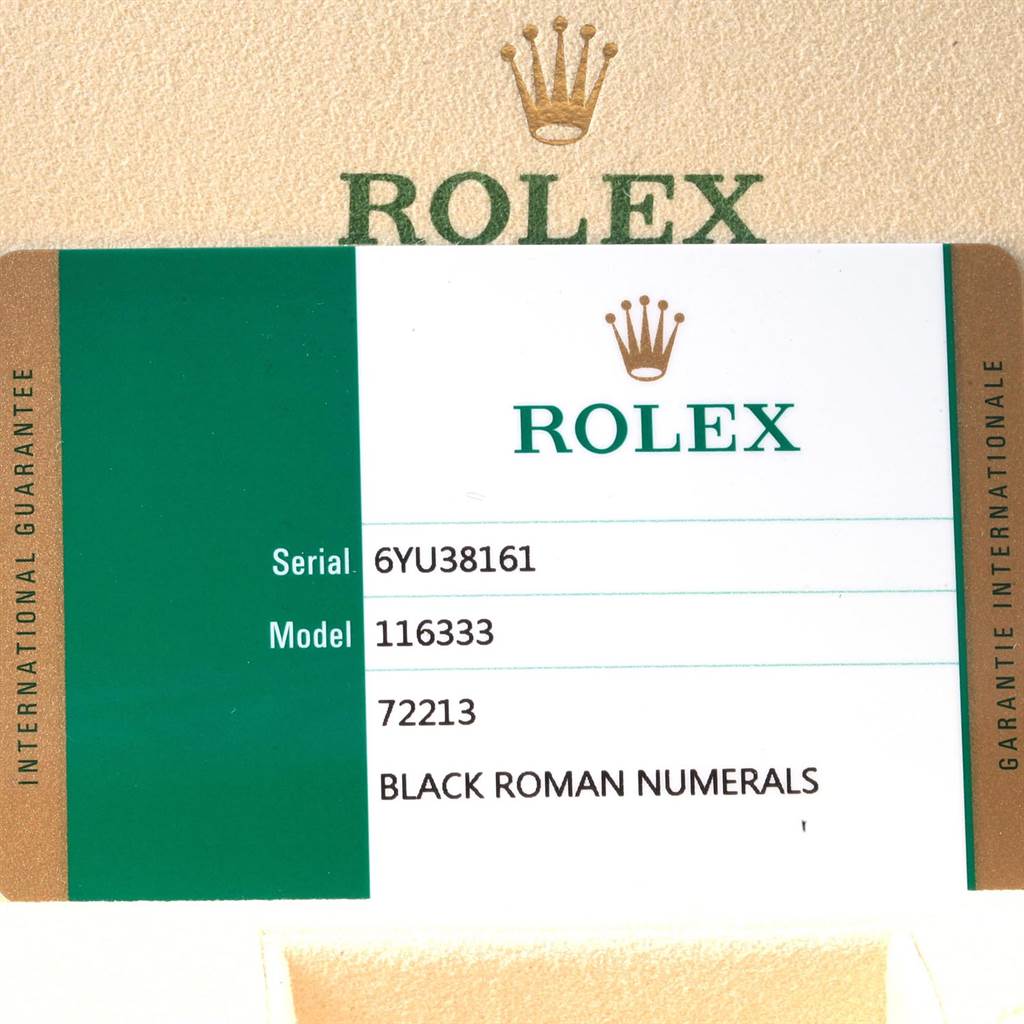 ROLEX
ROLEX
INTERNATIONAL GUARANTEE
Serial 6YU38161
Model 116333
72213
BLACK ROMAN NUMERALS
GARANTIE INTERNATIONALE